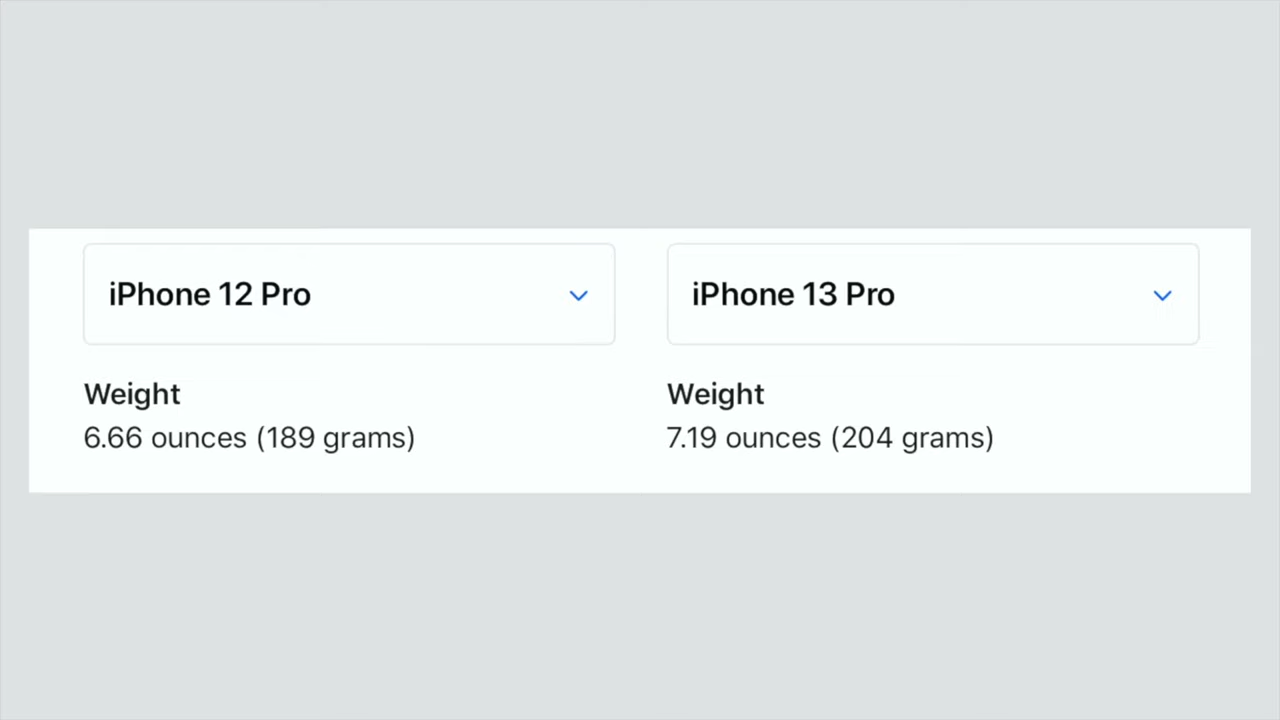 iPhone 12 Pro
iPhone 13 Pro
Weight
6.66 ounces (189 grams)
Weight
7.19 ounces (204 grams)